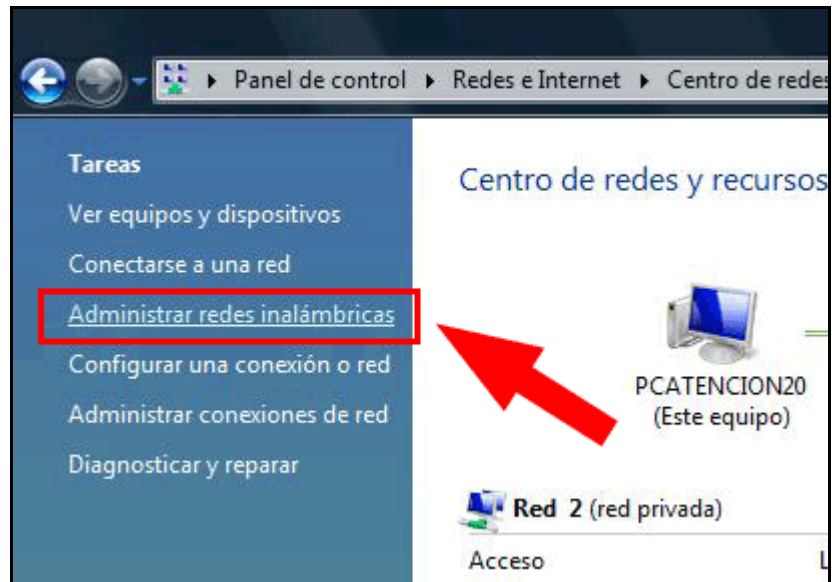 Panel de control Redes e Internet Centro de redes
Tareas
Ver equipos y dispositivos
Conectarse a una red
Administrar redes inalámbricas
Configurar una conexión o red
Administrar conexiones de red
Diagnosticar y reparar
Centro de redes y recursos
PCATENCION20
(Este equipo)
Red 2 (red privada)
Acceso L